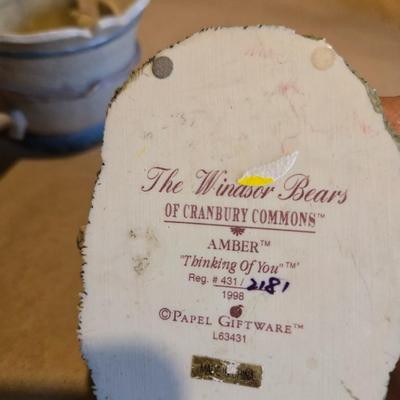 The Windsor Bears
OF CRANBURY COMMONS™
AMBER™
"Thinking Of You"™
Reg. # 431/2181
1998
©PAPEL GIFTWARE™
L63431